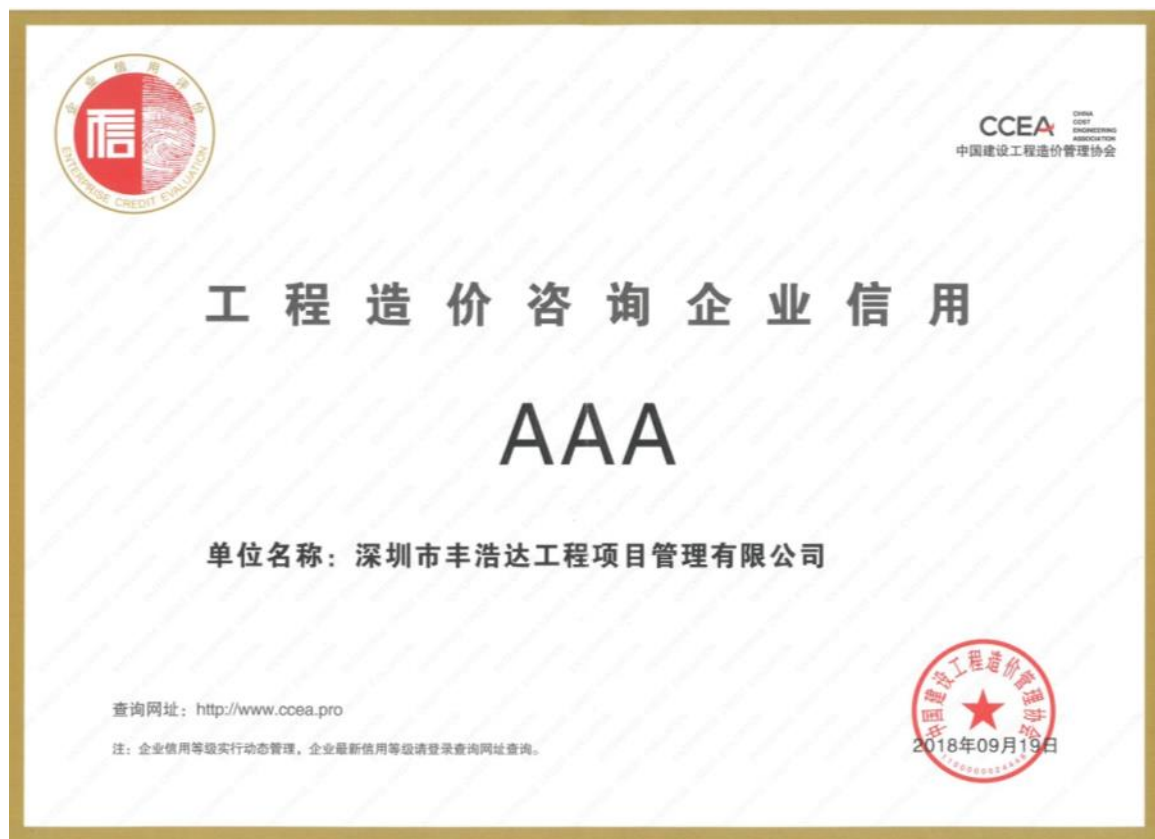 企业信用评价
信
ENTERPRISE CREDIT EVALUATION
CCEA
CHINA
COST
ENGINEERING
ASSOCIATION
中国建设工程造价管理协会
工程造价咨询企业信用
AAA
单位名称：深圳市丰浩达工程项目管理有限公司
查询网址：http://www.ccea.pro
注：企业信用等级实行动态管理，企业最新信用等级请登录查询网址查询。
中国建设工程造价管理协会
2018年09月19日